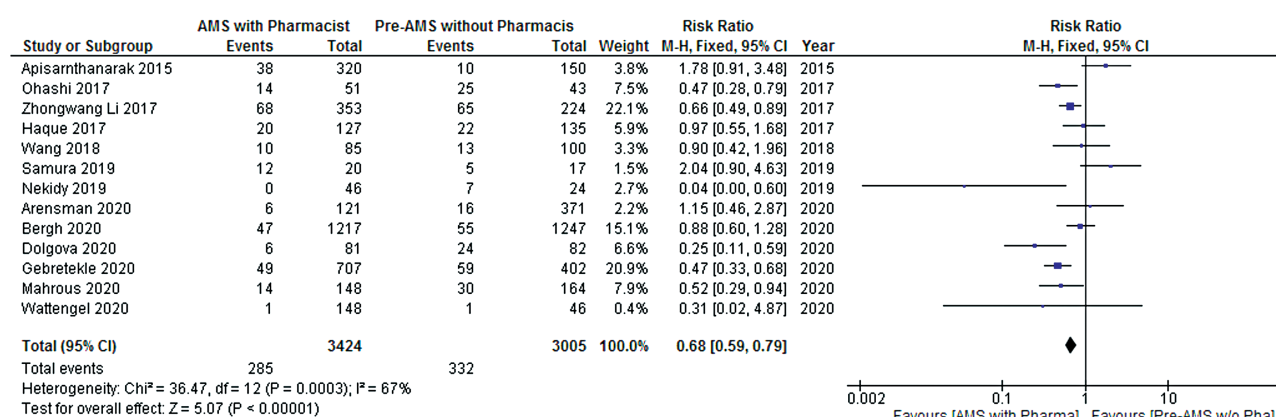 AMS with Pharmacist Pre-AMS without Pharmacis Risk Ratio Risk Ratio
Study or Subgroup Events Total Events Total Weight M-H, Fixed, 95% CI Year M-H, Fixed, 95% CI
Apisarnthanarak 2015 38 320 10 150 3.8% 1.78 [0.91, 3.48] 2015
Ohashi 2017 14 51 25 43 7.5% 0.47 [0.28, 0.79] 2017
Zhongwang Li 2017 68 353 65 224 22.1% 0.66 [0.49, 0.89] 2017
Haque 2017 20 127 22 135 5.9% 0.97 [0.55, 1.68] 2017
Wang 2018 10 85 13 100 3.3% 0.90 [0.42, 1.96] 2018
Samura 2019 12 20 5 17 1.5% 2.04 [0.90, 4.63] 2019
Nekidy 2019 0 46 7 24 2.7% 0.04 [0.00, 0.60] 2019
Arensman 2020 6 121 16 371 2.2% 1.15 [0.46, 2.87] 2020
Bergh 2020 47 1217 55 1247 15.1% 0.88 [0.60, 1.28] 2020
Dolgova 2020 6 81 24 82 6.6% 0.25 [0.11, 0.59] 2020
Gebretekle 2020 49 707 59 402 20.9% 0.47 [0.33, 0.68] 2020
Mahrous 2020 14 148 30 164 7.9% 0.52 [0.29, 0.94] 2020
Wattengel 2020 1 148 1 46 0.4% 0.31 [0.02, 4.87] 2020
Total (95% CI) 3424 3005 100.0% 0.68 [0.59, 0.79]
Total events 285 332
Heterogeneity: Chi² = 36.47, df = 12 (P = 0.0003); I² = 67%
Test for overall effect: Z = 5.07 (P < 0.00001)
0.002 0.1 1 10
Favours [AMS with Pharma] Favours [Pre-AMS w/o Pha]